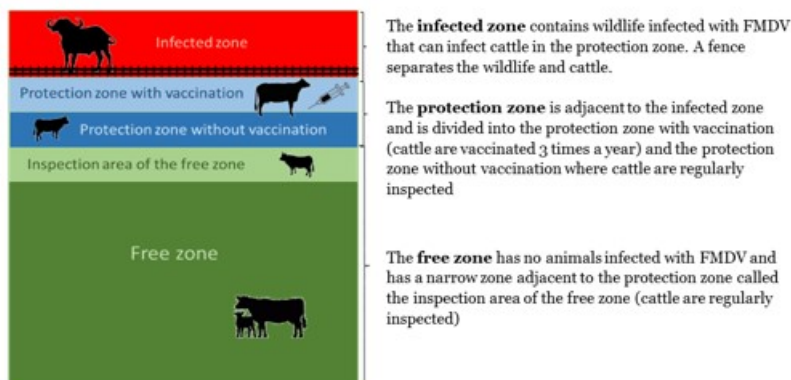 Infected zone
Protection zone with vaccination
Protection zone without vaccination
Inspection area of the free zone
Free zone
The infected zone contains wildlife infected with FMDV
that can infect cattle in the protection zone. A fence
separates the wildlife and cattle.
The protection zone is adjacent to the infected zone
and is divided into the protection zone with vaccination
(cattle are vaccinated 3 times a year) and the protection
zone without vaccination where cattle are regularly
inspected
The free zone has no animals infected with FMDV and
has a narrow zone adjacent to the protection zone called
the inspection area of the free zone (cattle are regularly
inspected)